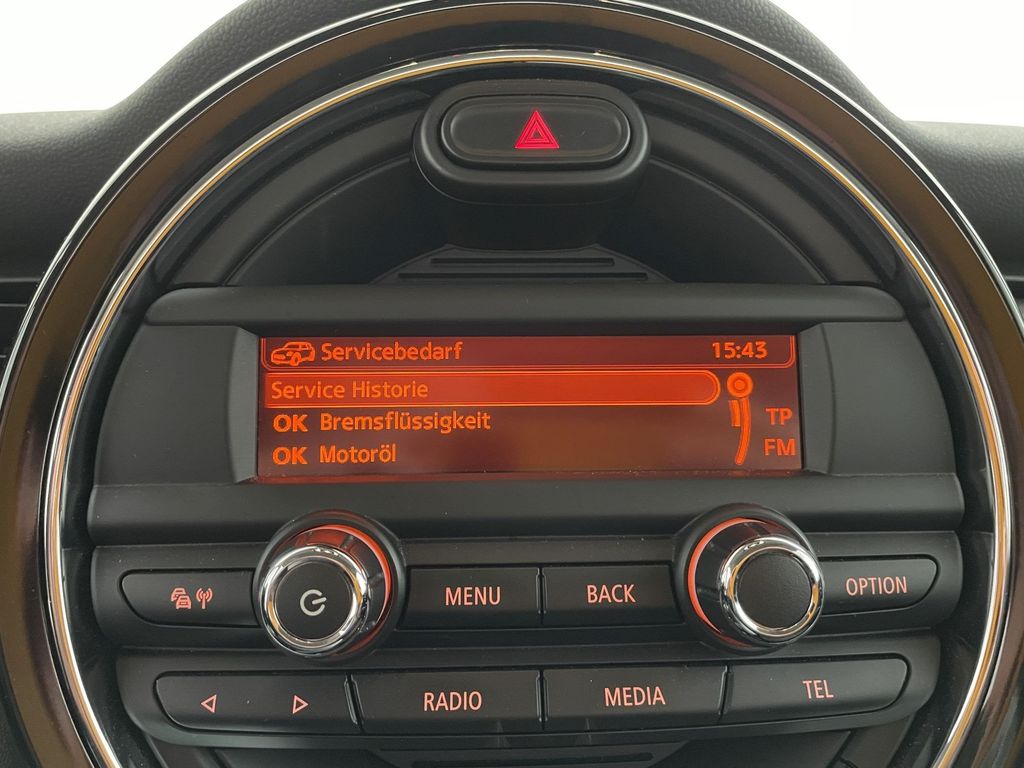 Servicebedarf 15:43
Service Historie
OK Bremsflüssigkeit TP
OK Motoröl FM
MENU BACK OPTION
RADIO MEDIA TEL